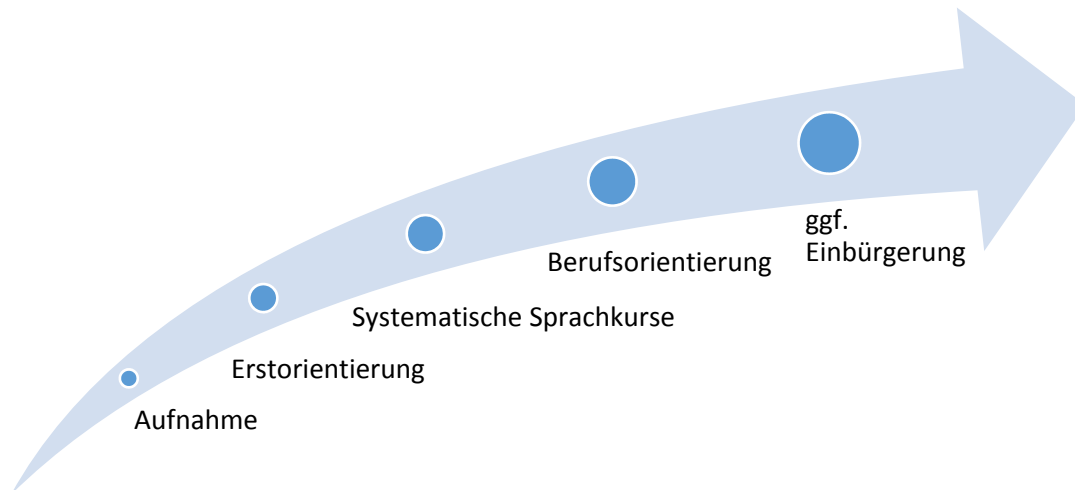 Aufnahme
Erstorientierung
Systematische Sprachkurse
Berufsorientierung
ggf.
Einbürgerung